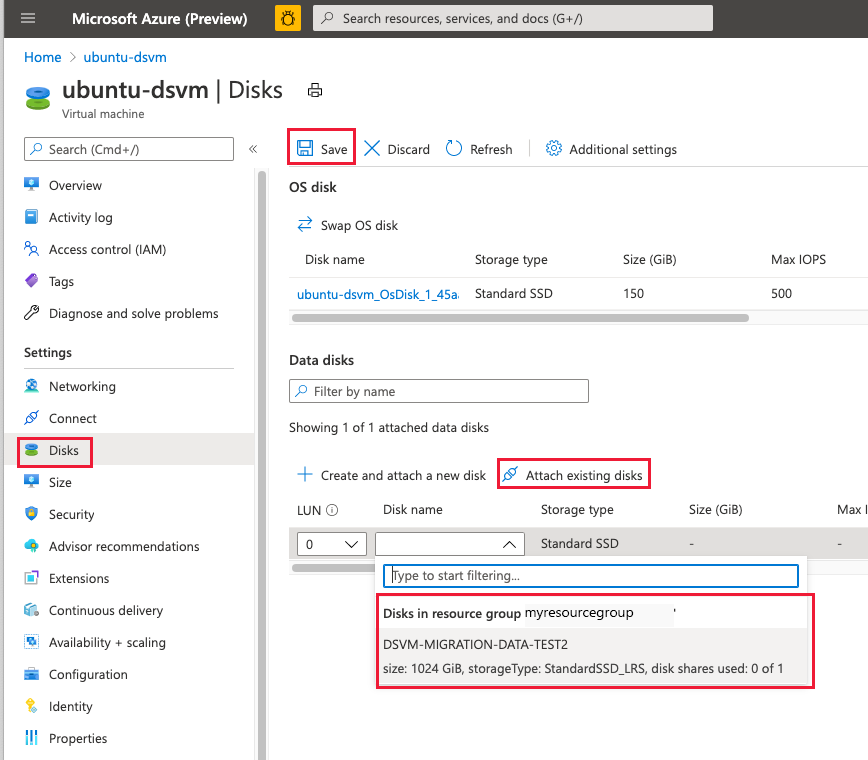 Microsoft Azure (Preview)
Search resources, services, and docs (G+/)
Home > ubuntu-dsvm
ubuntu-dsvm | Disks
Virtual machine
Search (Cmd+/)
«
Overview
Activity log
Access control (IAM)
Tags
Diagnose and solve problems
Settings
Networking
Connect
Disks
Size
Security
Advisor recommendations
Extensions
Continuous delivery
Availability + scaling
Configuration
Identity
Properties
Save Discard Refresh Additional settings
OS disk
Swap OS disk
Disk name Storage type Size (GiB) Max IOPS
ubuntu-dsvm_OsDisk_1_45a Standard SSD 150 500
Data disks
Filter by name
Showing 1 of 1 attached data disks
Create and attach a new disk Attach existing disks
LUN Disk name Storage type Size (GiB) Max I
0 Standard SSD - -
Type to start filtering...
Disks in resource group myresourcegroup '
DSVM-MIGRATION-DATA-TEST2
size: 1024 GiB, storageType: StandardSSD_LRS, disk shares used: 0 of 1